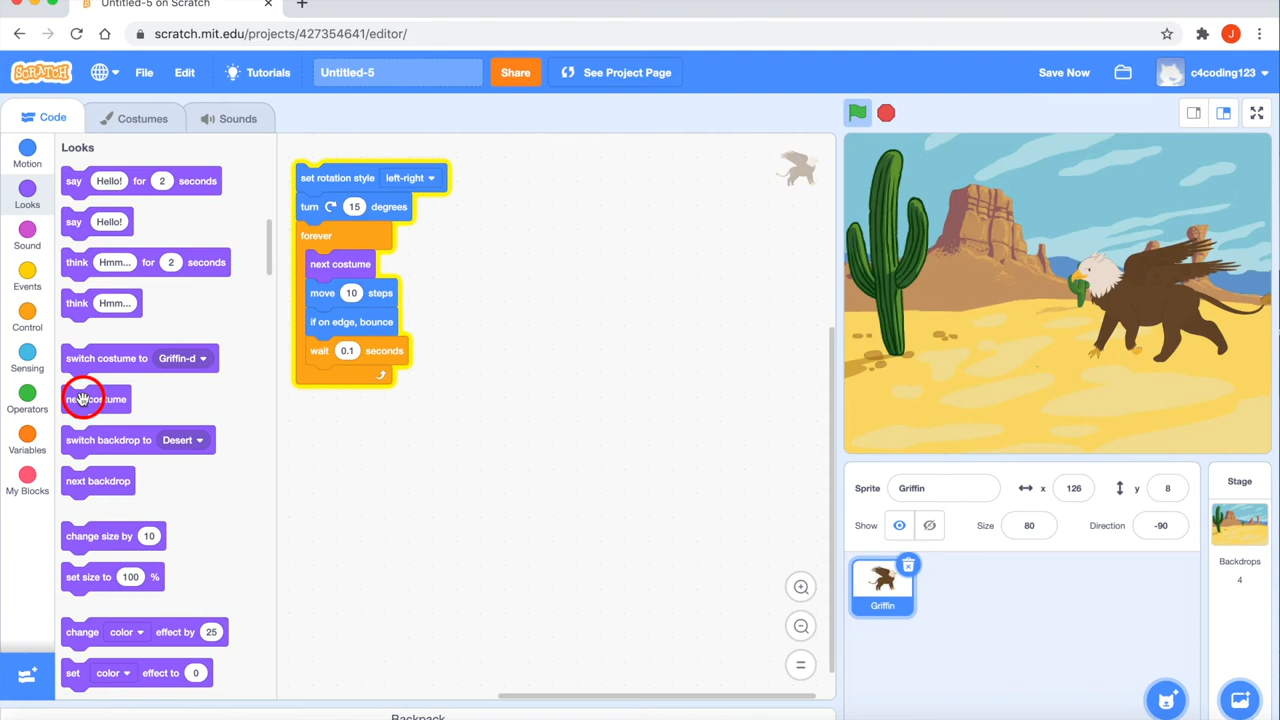 Untitled-5 on Scratch
scratch.mit.edu/projects/427354641/editor/
J
SCRATCH
File
Edit
Tutorials
Untitled-5
Share
See Project Page
Save Now
c4coding123
Code
Costumes
Sounds
Motion
Looks
Sound
Events
Control
Sensing
Operators
Variables
My Blocks
Looks
say Hello! for 2 seconds
say Hello!
think Hmm... for 2 seconds
think Hmm...
switch costume to Griffin-d
next costume
switch backdrop to Desert
next backdrop
change size by 10
set size to 100 %
change color effect by 25
set color effect to 0
set rotation style left-right
turn 15 degrees
forever
next costume
move 10 steps
if on edge, bounce
wait 0.1 seconds
Sprite Griffin x 126 y 8
Show Size 80 Direction -90
Griffin
Stage
Backdrops
4
Backpack